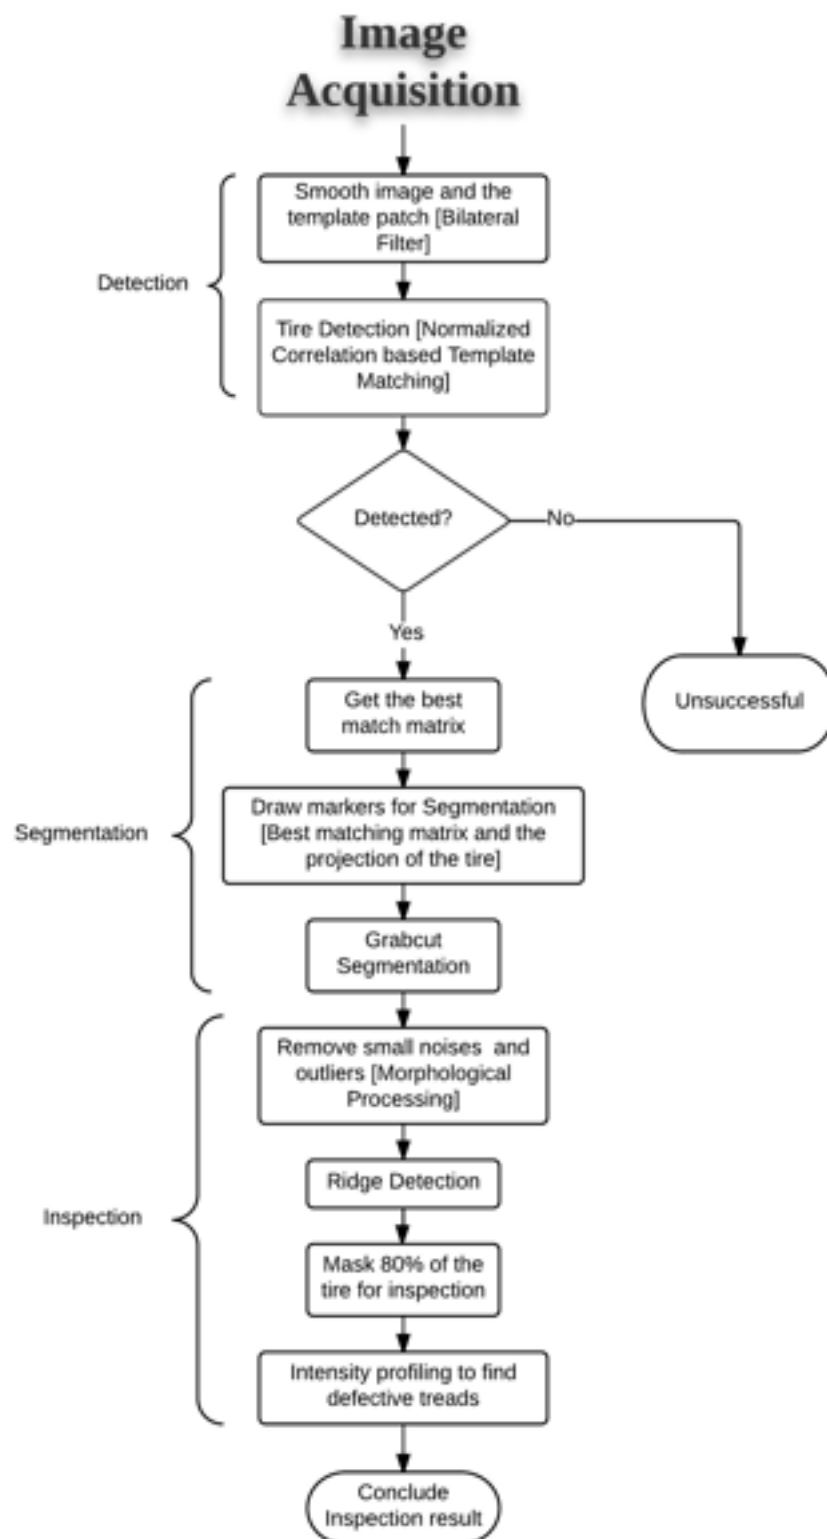 Image
Acquisition
Smooth image and the
template patch [Bilateral
Filter]
Detection
Tire Detection [Normalized
Correlation based Template
Matching]
Detected?
No
Yes
Unsuccessful
Get the best
match matrix
Draw markers for Segmentation
[Best matching matrix and the
projection of the tire]
Segmentation
Grabcut
Segmentation
Remove small noises and
outliers [Morphological
Processing]
Ridge Detection
Inspection
Mask 80% of the
tire for inspection
Intensity profiling to find
defective treads
Conclude
Inspection result